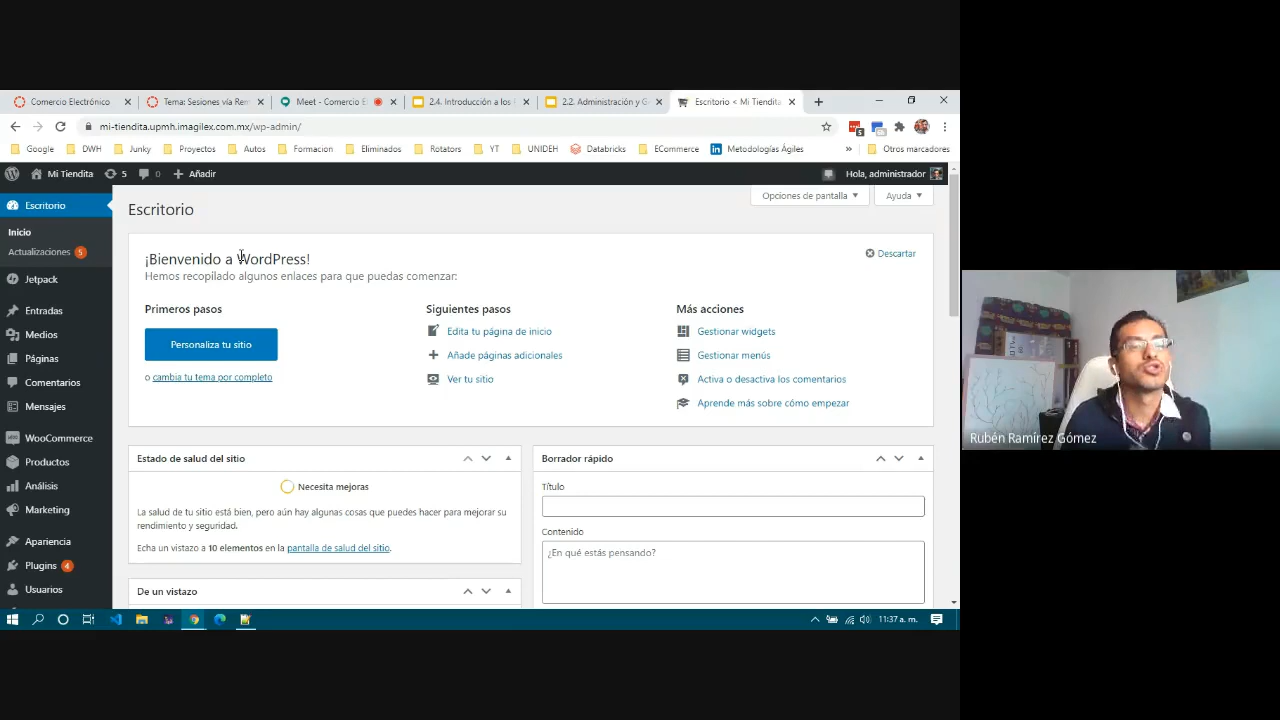 Comercio Electrónico
Tema: Sesiones vía Rem
Meet - Comercio E
2.4. Introducción a los
2.2. Administración y G
Escritorio < Mi Tiendita
mi-tiendita.upmh.imagilex.com.mx/wp-admin/
Google
DWH
Junky
Proyectos
Autos
Formacion
Eliminados
Rotators
YT
UNIDEH
Databricks
ECommerce
Metodologías Ágiles
»
Otros marcadores
Mi Tiendita
5
0
Añadir
Hola, administrador
Escritorio
Inicio
Actualizaciones 5
Jetpack
Entradas
Medios
Páginas
Comentarios
Mensajes
WooCommerce
Productos
Análisis
Marketing
Apariencia
Plugins 4
Usuarios
Opciones de pantalla
Ayuda
Escritorio
¡Bienvenido a WordPress!
Descartar
Hemos recopilado algunos enlaces para que puedas comenzar:
Primeros pasos
Personaliza tu sitio
o cambia tu tema por completo
Siguientes pasos
Edita tu página de inicio
Añade páginas adicionales
Ver tu sitio
Más acciones
Gestionar widgets
Gestionar menús
Activa o desactiva los comentarios
Aprende más sobre cómo empezar
Estado de salud del sitio
Necesita mejoras
La salud de tu sitio está bien, pero aún hay algunas cosas que puedes hacer para mejorar su
rendimiento y seguridad.
Echa un vistazo a 10 elementos en la pantalla de salud del sitio.
De un vistazo
Borrador rápido
Título
Contenido
¿En qué estás pensando?
11:37 a. m.
Rubén Ramírez Gómez